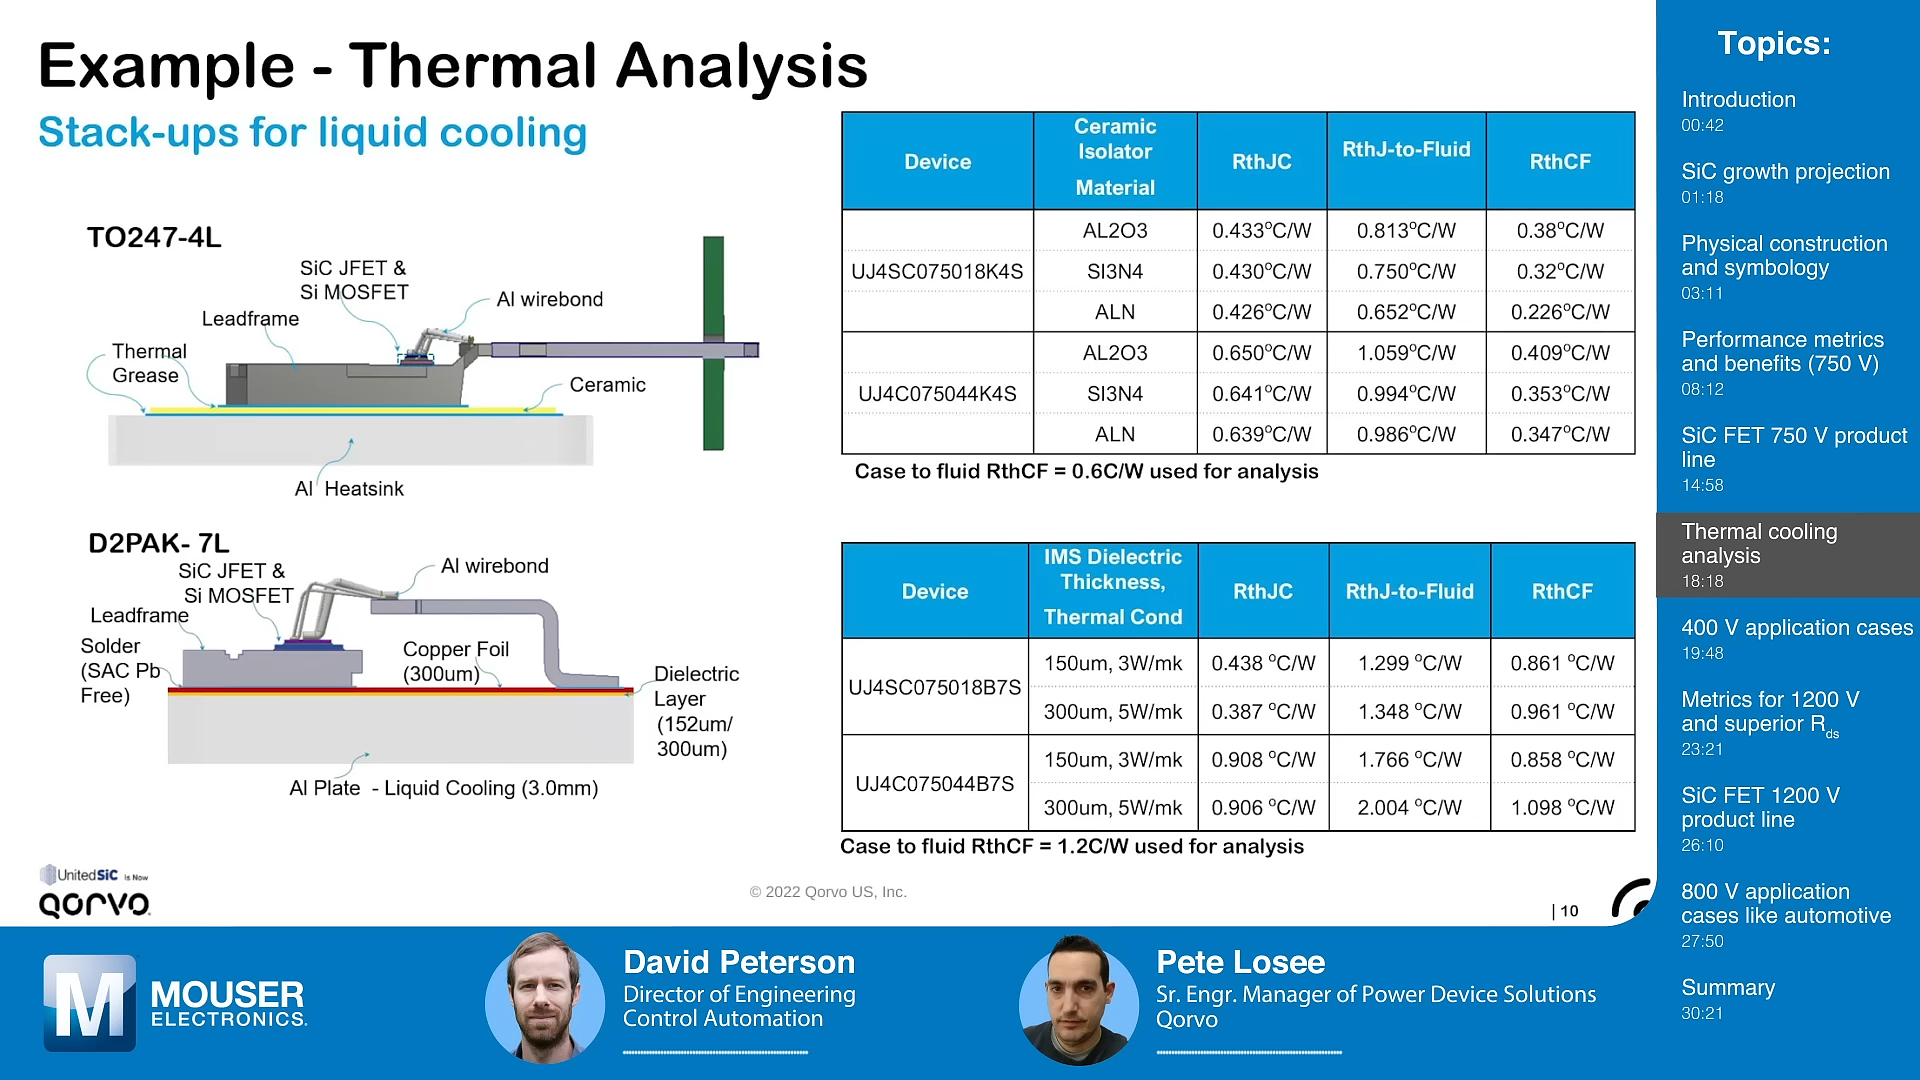 Example - Thermal Analysis
Stack-ups for liquid cooling
TO247-4L
SiC JFET &
Si MOSFET
Al wirebond
Leadframe
Thermal
Grease
Ceramic
Al Heatsink
D2PAK- 7L
SiC JFET &
Si MOSFET
Al wirebond
Leadframe
Solder
(SAC Pb
Free)
Copper Foil
(300um)
Dielectric
Layer
(152um/
300um)
Al Plate - Liquid Cooling (3.0mm)
Device
Ceramic
Isolator
Material
RthJC
RthJ-to-Fluid
RthCF
UJ4SC075018K4S
AL2O3 0.433ºC/W 0.813ºC/W 0.38ºC/W
SI3N4 0.430ºC/W 0.750ºC/W 0.32ºC/W
ALN 0.426ºC/W 0.652ºC/W 0.226ºC/W
UJ4C075044K4S
AL2O3 0.650ºC/W 1.059ºC/W 0.409ºC/W
SI3N4 0.641ºC/W 0.994ºC/W 0.353ºC/W
ALN 0.639ºC/W 0.986ºC/W 0.347ºC/W
Case to fluid RthCF = 0.6C/W used for analysis
Device
IMS Dielectric
Thickness,
Thermal Cond
RthJC
RthJ-to-Fluid
RthCF
UJ4SC075018B7S
150um, 3W/mk 0.438 ºC/W 1.299 ºC/W 0.861 ºC/W
300um, 5W/mk 0.387 ºC/W 1.348 ºC/W 0.961 ºC/W
UJ4C075044B7S
150um, 3W/mk 0.908 ºC/W 1.766 ºC/W 0.858 ºC/W
300um, 5W/mk 0.906 ºC/W 2.004 ºC/W 1.098 ºC/W
Case to fluid RthCF = 1.2C/W used for analysis
UnitedSiC Is Now
QORVO
© 2022 Qorvo US, Inc.
| 10
Topics:
Introduction
00:42
SiC growth projection
01:18
Physical construction
and symbology
03:11
Performance metrics
and benefits (750 V)
08:12
SiC FET 750 V product
line
14:58
Thermal cooling
analysis
18:18
400 V application cases
19:48
Metrics for 1200 V
and superior Rds
23:21
SiC FET 1200 V
product line
26:10
800 V application
cases like automotive
27:50
Summary
30:21
M
MOUSER
ELECTRONICS.
David Peterson
Director of Engineering
Control Automation
Pete Losee
Sr. Engr. Manager of Power Device Solutions
Qorvo